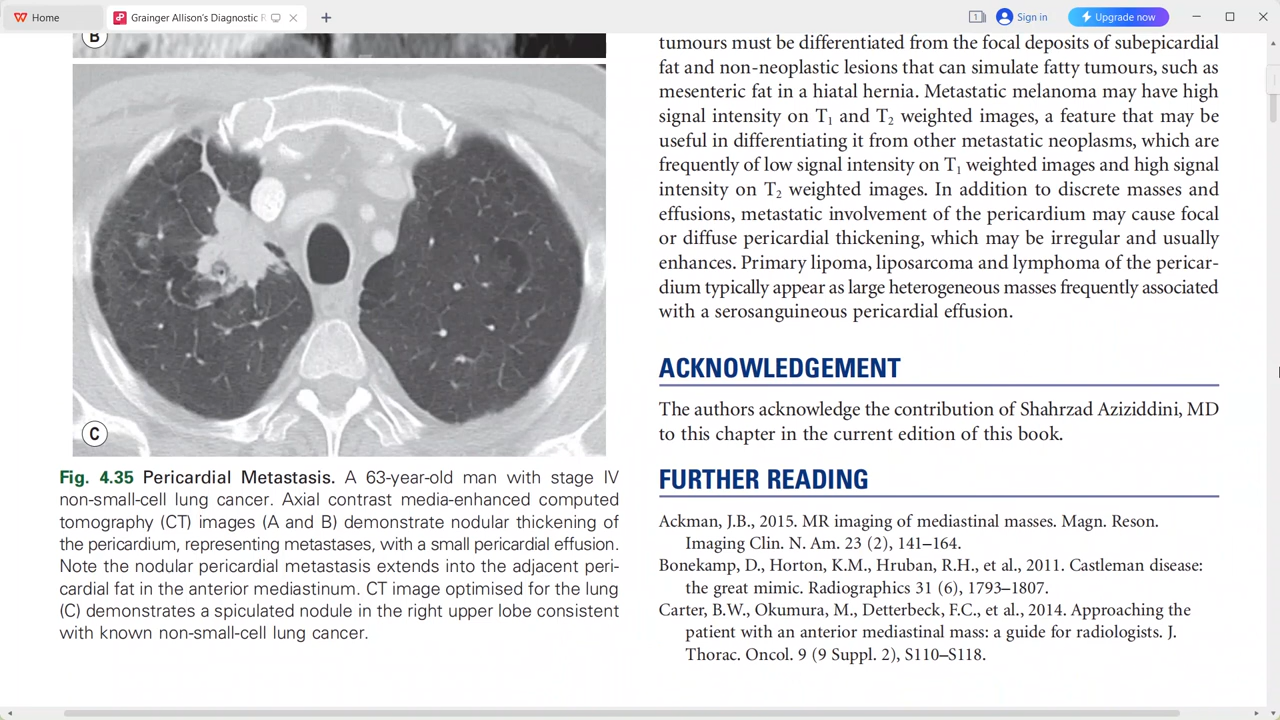 Home
Grainger Allison's Diagnostic R
Sign in
Upgrade now
B
C
Fig. 4.35 Pericardial Metastasis. A 63-year-old man with stage IV
non-small-cell lung cancer. Axial contrast media-enhanced computed
tomography (CT) images (A and B) demonstrate nodular thickening of
the pericardium, representing metastases, with a small pericardial effusion.
Note the nodular pericardial metastasis extends into the adjacent peri-
cardial fat in the anterior mediastinum. CT image optimised for the lung
(C) demonstrates a spiculated nodule in the right upper lobe consistent
with known non-small-cell lung cancer.
tumours must be differentiated from the focal deposits of subepicardial
fat and non-neoplastic lesions that can simulate fatty tumours, such as
mesenteric fat in a hiatal hernia. Metastatic melanoma may have high
signal intensity on T1 and T2 weighted images, a feature that may be
useful in differentiating it from other metastatic neoplasms, which are
frequently of low signal intensity on T1 weighted images and high signal
intensity on T2 weighted images. In addition to discrete masses and
effusions, metastatic involvement of the pericardium may cause focal
or diffuse pericardial thickening, which may be irregular and usually
enhances. Primary lipoma, liposarcoma and lymphoma of the pericar-
dium typically appear as large heterogeneous masses frequently associated
with a serosanguineous pericardial effusion.
ACKNOWLEDGEMENT
The authors acknowledge the contribution of Shahrzad Aziziddini, MD
to this chapter in the current edition of this book.
FURTHER READING
Ackman, J.B., 2015. MR imaging of mediastinal masses. Magn. Reson.
Imaging Clin. N. Am. 23 (2), 141–164.
Bonekamp, D., Horton, K.M., Hruban, R.H., et al., 2011. Castleman disease:
the great mimic. Radiographics 31 (6), 1793–1807.
Carter, B.W., Okumura, M., Detterbeck, F.C., et al., 2014. Approaching the
patient with an anterior mediastinal mass: a guide for radiologists. J.
Thorac. Oncol. 9 (9 Suppl. 2), S110–S118.